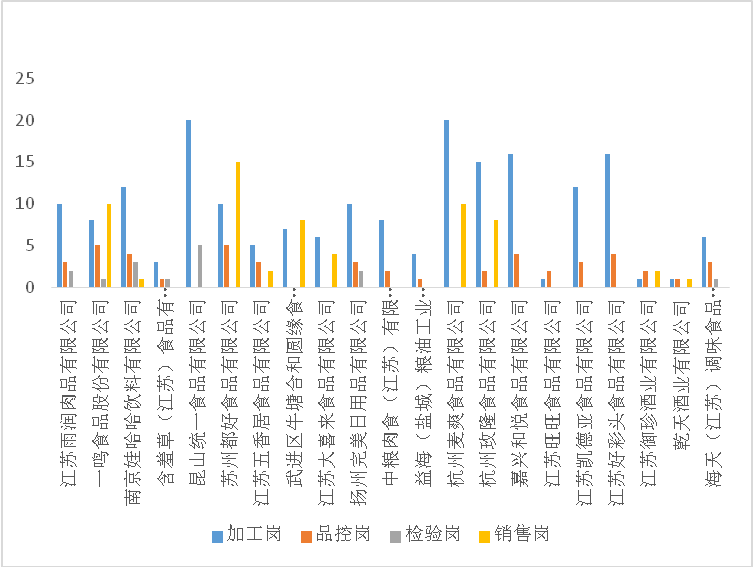 25
20
15
10
5
0
江苏雨润肉品有限公司
一鸣食品股份有限公司
南京娃哈哈饮料有限公司
含羞草（江苏）食品有…
昆山统一食品有限公司
苏州都好食品有限公司
江苏五香居食品有限公司
武进区牛塘合和圆缘食…
江苏大喜来食品有限公司
扬州完美日用品有限公司
中粮肉食（江苏）有限…
益海（盐城）粮油工业…
杭州麦爽食品有限公司
杭州玫隆食品有限公司
嘉兴和悦食品有限公司
江苏旺旺食品有限公司
江苏凯德亚食品有限公司
江苏好彩头食品有限公司
江苏御珍酒业有限公司
乾天酒业有限公司
海天（江苏）调味食品…
加工岗 品控岗 检验岗 销售岗